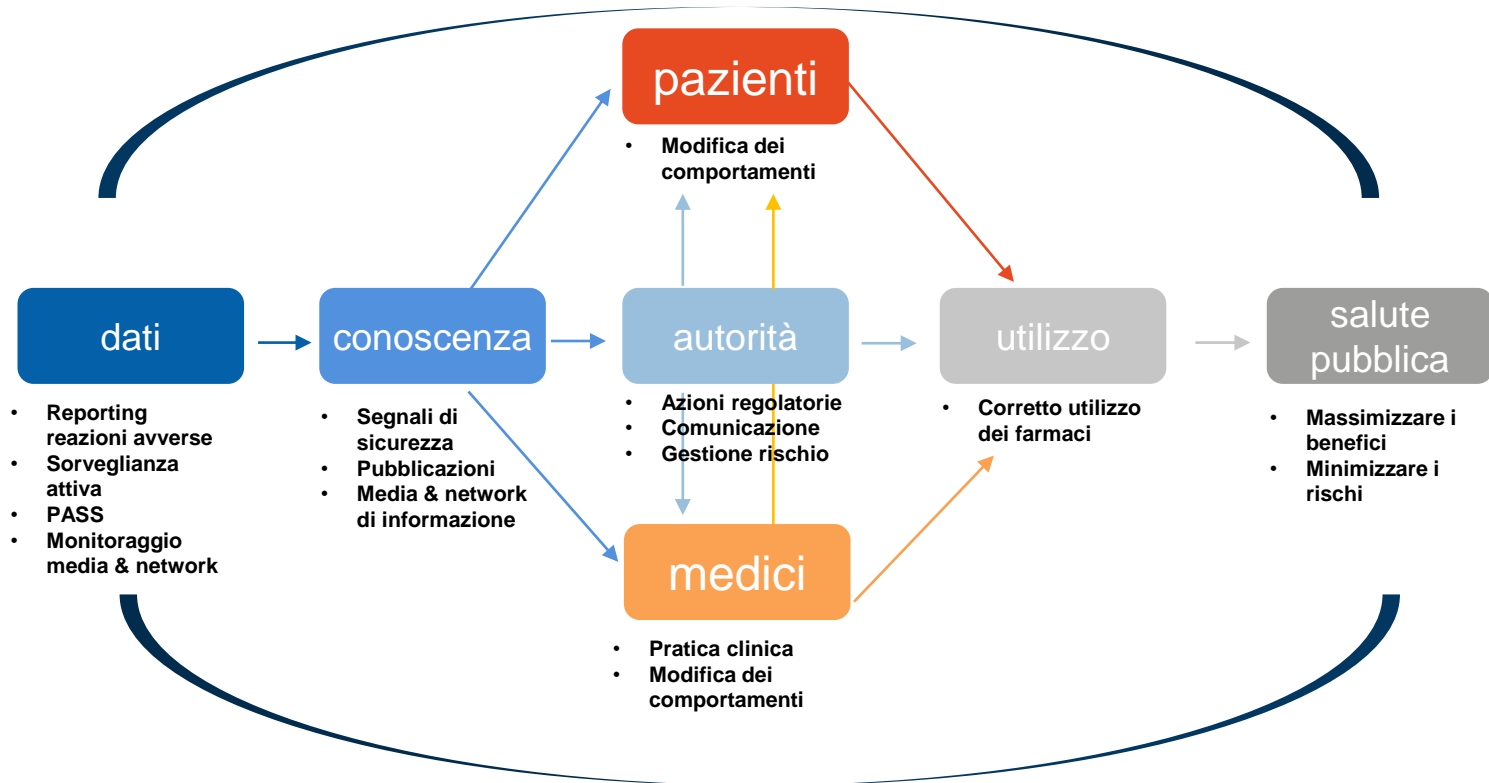 pazienti
• Modifica dei
comportamenti
dati
• Reporting
reazioni avverse
• Sorveglianza
attiva
• PASS
• Monitoraggio
media & network
conoscenza
• Segnali di
sicurezza
• Pubblicazioni
• Media & network
di informazione
autorità
• Azioni regolatorie
• Comunicazione
• Gestione rischio
medici
• Pratica clinica
• Modifica dei
comportamenti
utilizzo
• Corretto utilizzo
dei farmaci
salute
pubblica
• Massimizzare i
benefici
• Minimizzare i
rischi